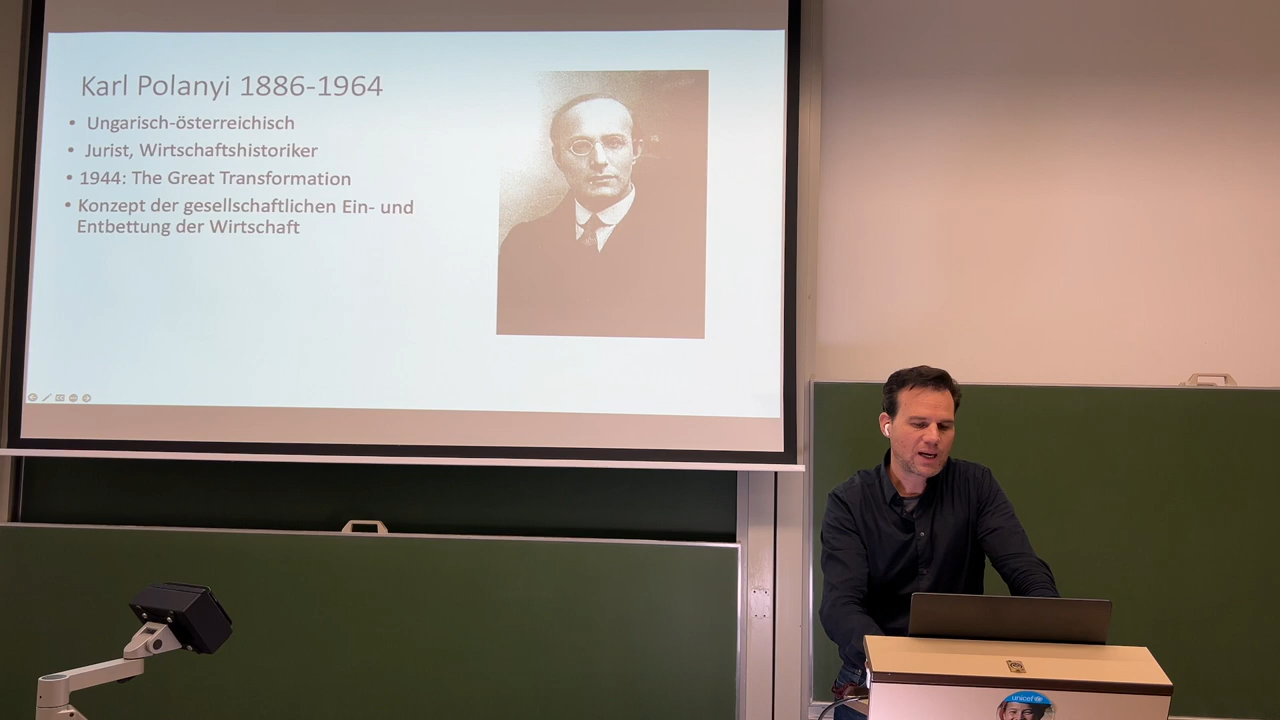 Karl Polanyi 1886-1964
• Ungarisch-österreichisch
• Jurist, Wirtschaftshistoriker
• 1944: The Great Transformation
• Konzept der gesellschaftlichen Ein- und
Entbettung der Wirtschaft
unicef